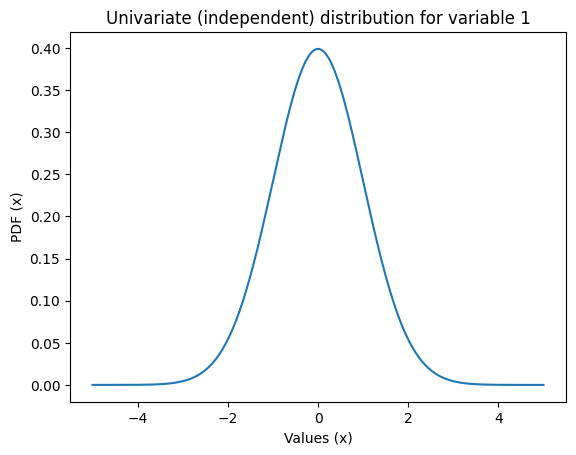 Univariate (independent) distribution for variable 1
0.40
0.35
0.30
0.25
0.20
0.15
0.10
0.05
0.00
PDF (x)
−4 −2 0 2 4
Values (x)